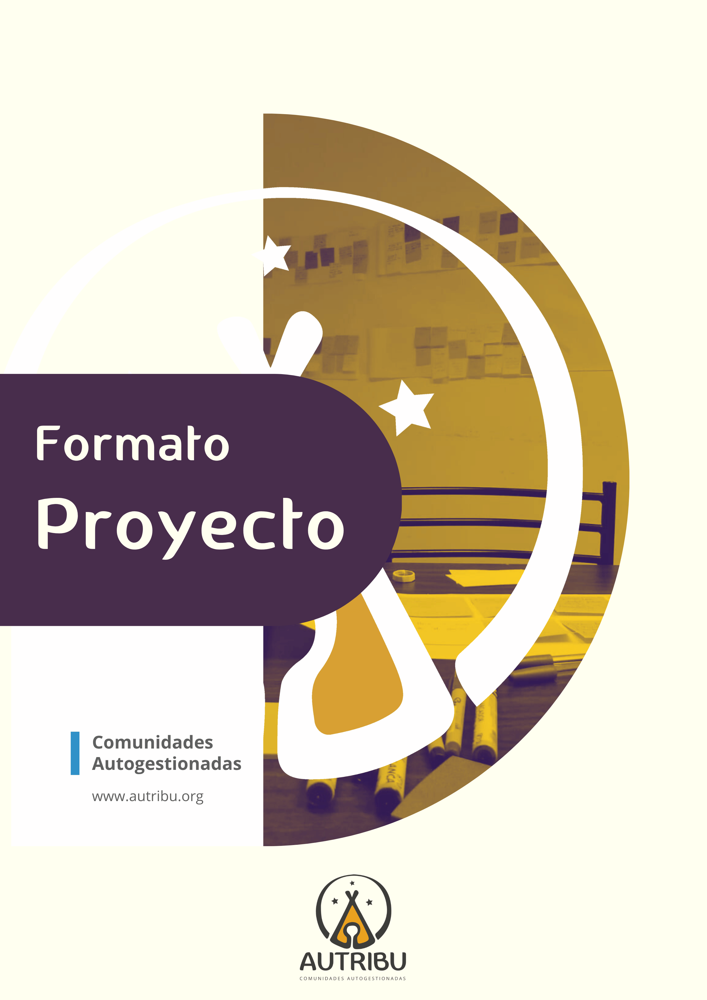 Formato
Proyecto
Comunidades
Autogestionadas
www.autribu.org
AUTRIBU
COMUNIDADES AUTOGESTIONADAS